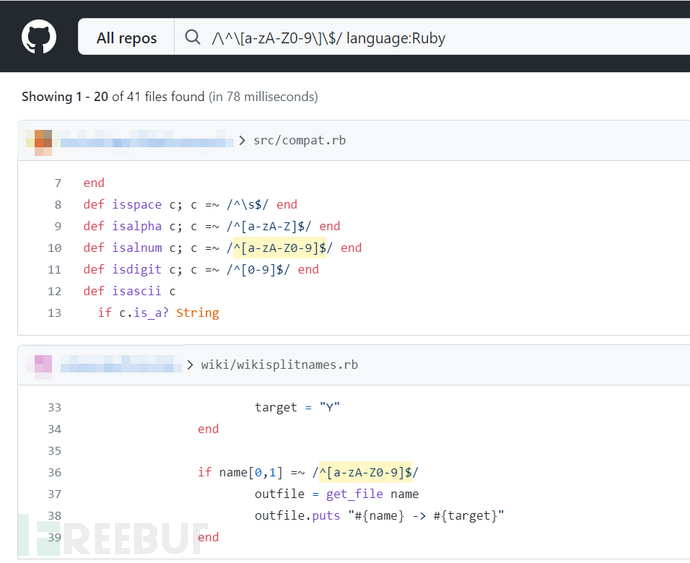 All repos
/\^\[a-zA-Z0-9\]\$/ language:Ruby
Showing 1 - 20 of 41 files found (in 78 milliseconds)
> src/compat.rb
7 end
8 def isspace c; c =~ /^\s$/ end
9 def isalpha c; c =~ /^[a-zA-Z]$/ end
10 def isalnum c; c =~ /^[a-zA-Z0-9]$/ end
11 def isdigit c; c =~ /^[0-9]$/ end
12 def isascii c
13 if c.is_a? String
> wiki/wikisplitnames.rb
33 target = "Y"
34 end
35
36 if name[0,1] =~ /^[a-zA-Z0-9]$/
37 outfile = get_file name
38 outfile.puts "#{name} -> #{target}"
39 end
FREEBUF